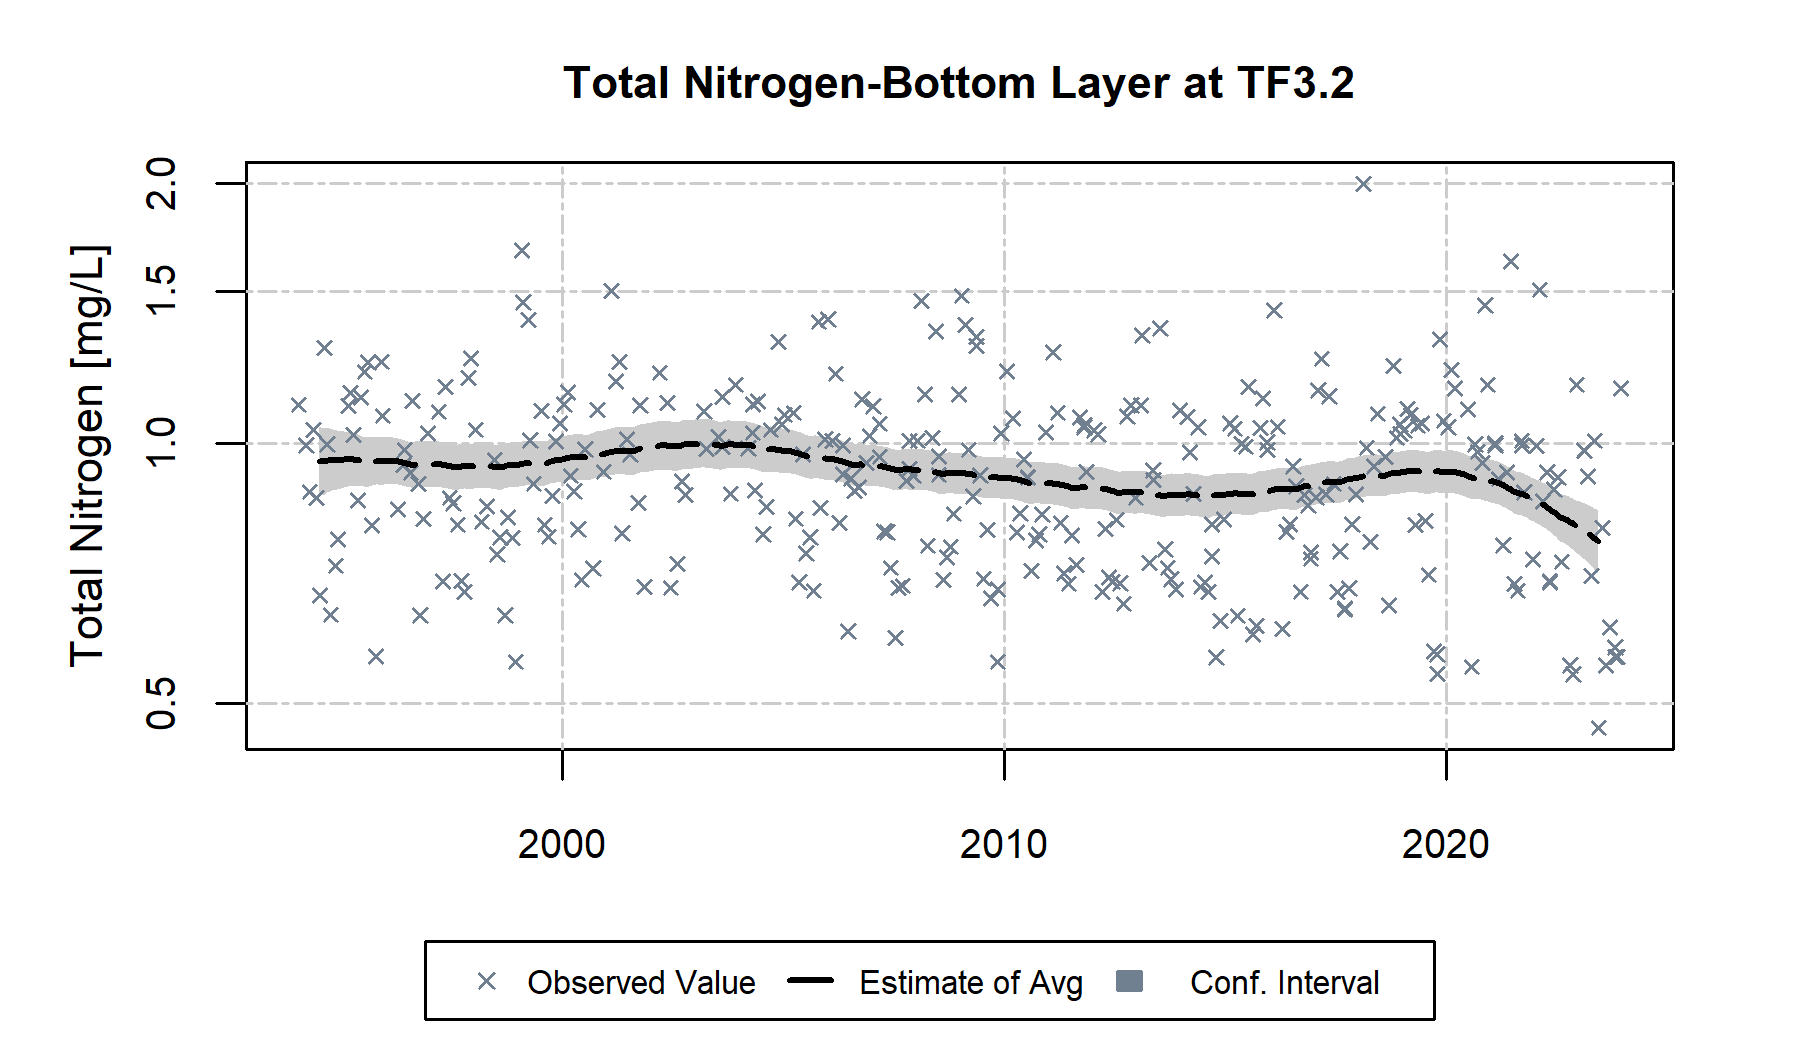 Total Nitrogen-Bottom Layer at TF3.2
Total Nitrogen [mg/L]
2.0
1.5
1.0
0.5
2000 2010 2020
Observed Value Estimate of Avg Conf. Interval